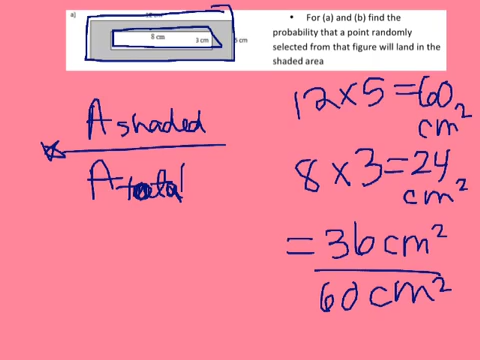 a)
8 cm
3 cm
5 cm
• For (a) and (b) find the
probability that a point randomly
selected from that figure will land in the
shaded area
A shaded
A total
12 x 5 = 60
cm2
8 x 3 = 24
cm2
= 36 cm2
60 cm2